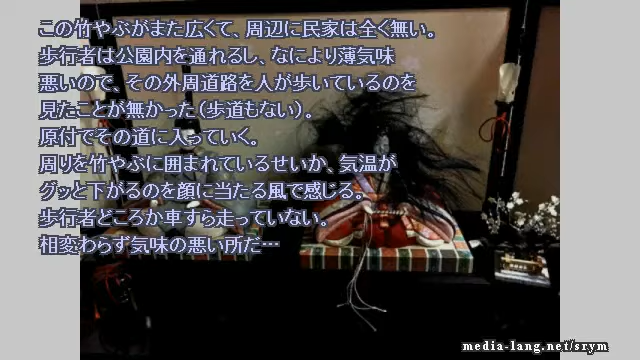 この竹やぶがまた広くて、周辺に民家は全く無い。
歩行者は公園内を通れるし、なにより薄気味
悪いので、その外周道路を人が歩いているのを
見たことが無かった（歩道もない）。
原付でその道に入っていく。
周りを竹やぶに囲まれているせいか、気温が
グッと下がるのを顔に当たる風で感じる。
歩行者どころか車すら走っていない。
相変わらず気味の悪い所だ…
media-lang.net/srym